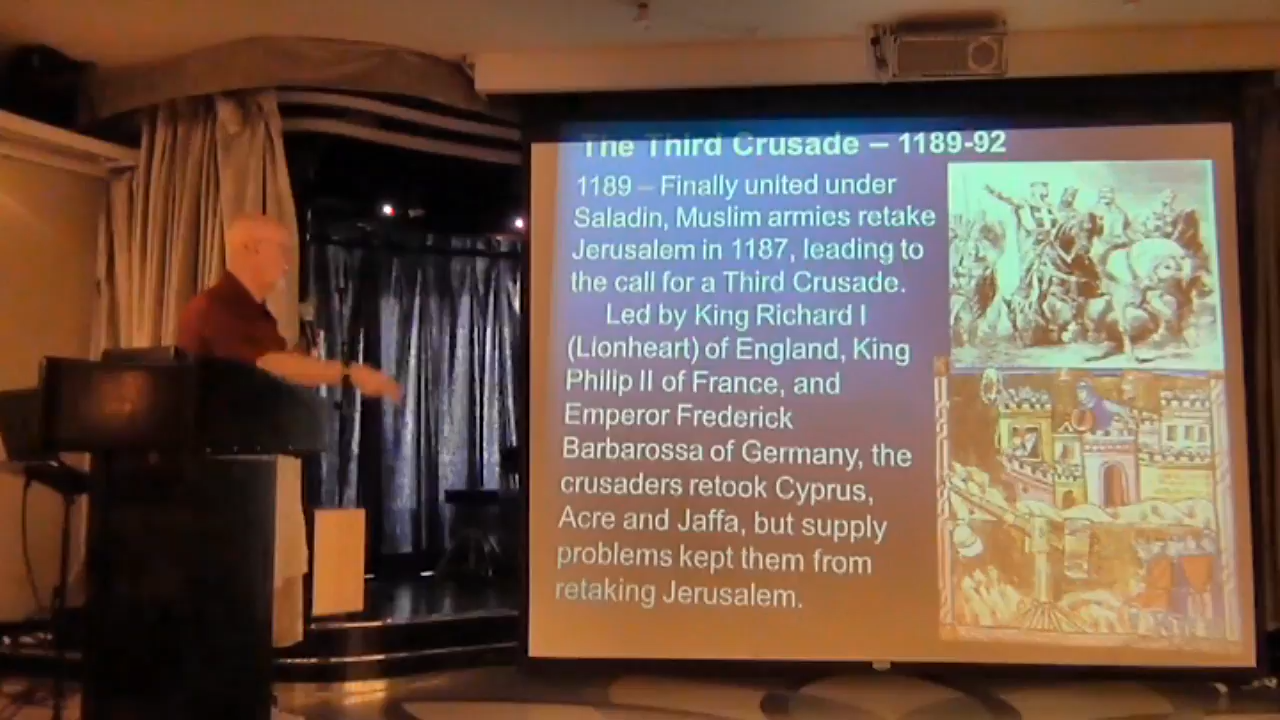 The Third Crusade – 1189-92
1189 – Finally united under
Saladin, Muslim armies retake
Jerusalem in 1187, leading to
the call for a Third Crusade.
Led by King Richard I
(Lionheart) of England, King
Philip II of France, and
Emperor Frederick
Barbarossa of Germany, the
crusaders retook Cyprus,
Acre and Jaffa, but supply
problems kept them from
retaking Jerusalem.